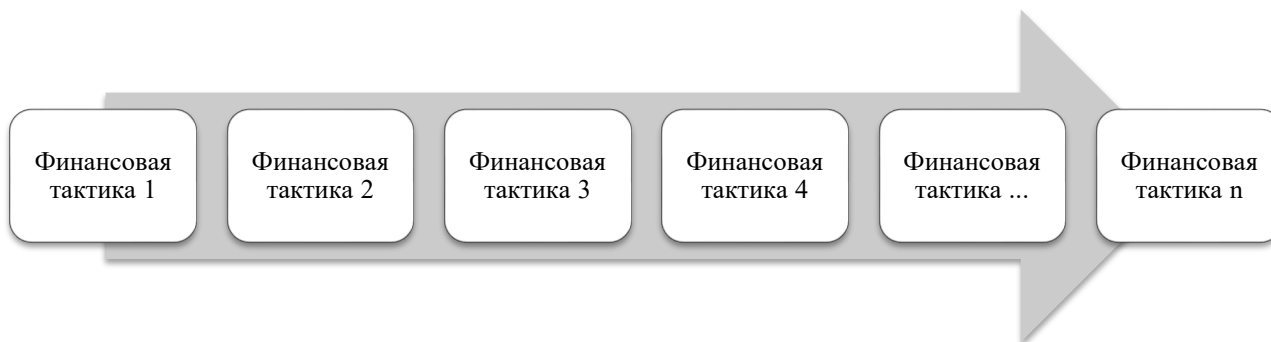 Финансовая
тактика 1
Финансовая
тактика 2
Финансовая
тактика 3
Финансовая
тактика 4
Финансовая
тактика ...
Финансовая
тактика n